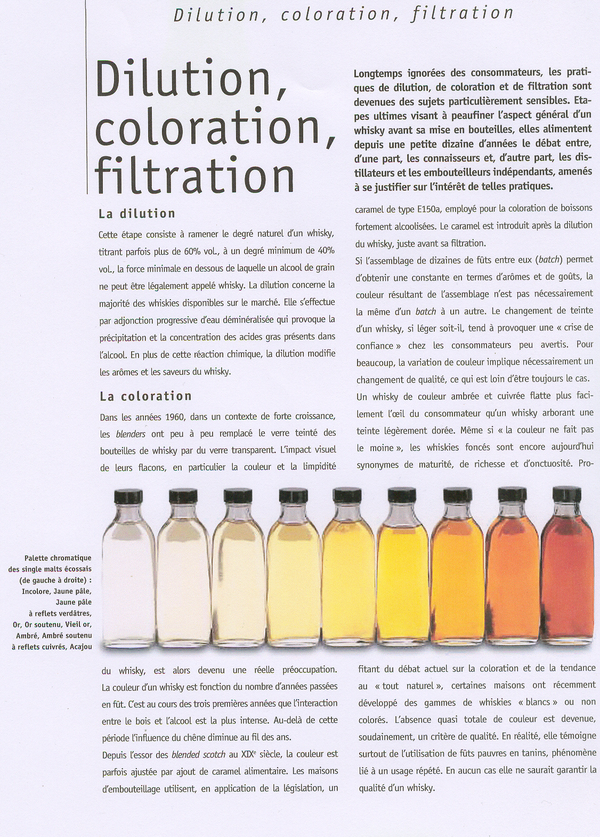 Dilution, coloration, filtration
Dilution,
coloration,
filtration
Longtemps ignorées des consommateurs, les prati-
ques de dilution, de coloration et de filtration sont
devenues des sujets particulièrement sensibles. Eta-
pes ultimes visant à peaufiner l'aspect général d'un
whisky avant sa mise en bouteilles, elles alimentent
depuis une petite dizaine d'années le débat entre,
d'une part, les connaisseurs et, d'autre part, les dis-
tillateurs et les embouteilleurs indépendants, amenés
à se justifier sur l'intérêt de telles pratiques.
La dilution
Cette étape consiste à ramener le degré naturel d'un whisky,
titrant parfois plus de 60% vol., à un degré minimum de 40%
vol., la force minimale en dessous de laquelle un alcool de grain
ne peut être légalement appelé whisky. La dilution concerne la
majorité des whiskies disponibles sur le marché. Elle s'effectue
par adjonction progressive d'eau déminéralisée qui provoque la
précipitation et la concentration des acides gras présents dans
l'alcool. En plus de cette réaction chimique, la dilution modifie
les arômes et les saveurs du whisky.
La coloration
Dans les années 1960, dans un contexte de forte croissance,
les blenders ont peu à peu remplacé le verre teinté des
bouteilles de whisky par du verre transparent. L'impact visuel
de leurs flacons, en particulier la couleur et la limpidité
du whisky, est alors devenu une réelle préoccupation.
La couleur d'un whisky est fonction du nombre d'années passées
en fût. C'est au cours des trois premières années que l'interaction
entre le bois et l'alcool est la plus intense. Au-delà de cette
période l'influence du chêne diminue au fil des ans.
Depuis l'essor des blended scotch au XIXe siècle, la couleur est
parfois ajustée par ajout de caramel alimentaire. Les maisons
d'embouteillage utilisent, en application de la législation, un
caramel de type E150a, employé pour la coloration de boissons
fortement alcoolisées. Le caramel est introduit après la dilution
du whisky, juste avant sa filtration.
Si l'assemblage de dizaines de fûts entre eux (batch) permet
d'obtenir une constante en termes d'arômes et de goûts, la
couleur résultant de l'assemblage n'est pas nécessairement
la même d'un batch à un autre. Le changement de teinte
d'un whisky, si léger soit-il, tend à provoquer une « crise de
confiance » chez les consommateurs peu avertis. Pour
beaucoup, la variation de couleur implique nécessairement un
changement de qualité, ce qui est loin d'être toujours le cas.
Un whisky de couleur ambrée et cuivrée flatte plus faci-
lement l'œil du consommateur qu'un whisky arborant une
teinte légèrement dorée. Même si « la couleur ne fait pas
le moine », les whiskies foncés sont encore aujourd'hui
synonymes de maturité, de richesse et d'onctuosité. Pro-
fitant du débat actuel sur la coloration et de la tendance
au « tout naturel », certaines maisons ont récemment
développé des gammes de whiskies « blancs » ou non
colorés. L'absence quasi totale de couleur est devenue,
soudainement, un critère de qualité. En réalité, elle témoigne
surtout de l'utilisation de fûts pauvres en tanins, phénomène
lié à un usage répété. En aucun cas elle ne saurait garantir la
qualité d'un whisky.
Palette chromatique
des single malts écossais
(de gauche à droite) :
Incolore, Jaune pâle,
Jaune pâle
à reflets verdâtres,
Or, Or soutenu, Vieil or,
Ambré, Ambré soutenu
à reflets cuivrés, Acajou